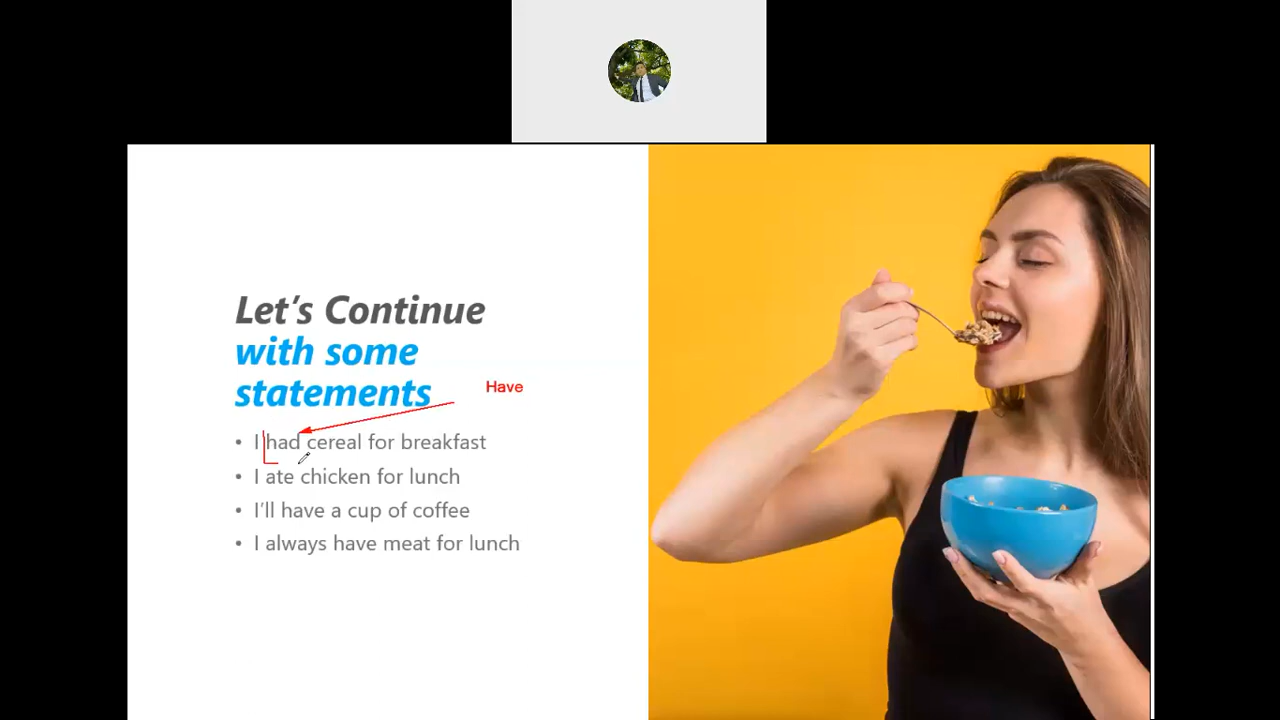 Let's Continue
with some
statements
Have
• I had cereal for breakfast
• I ate chicken for lunch
• I'll have a cup of coffee
• I always have meat for lunch